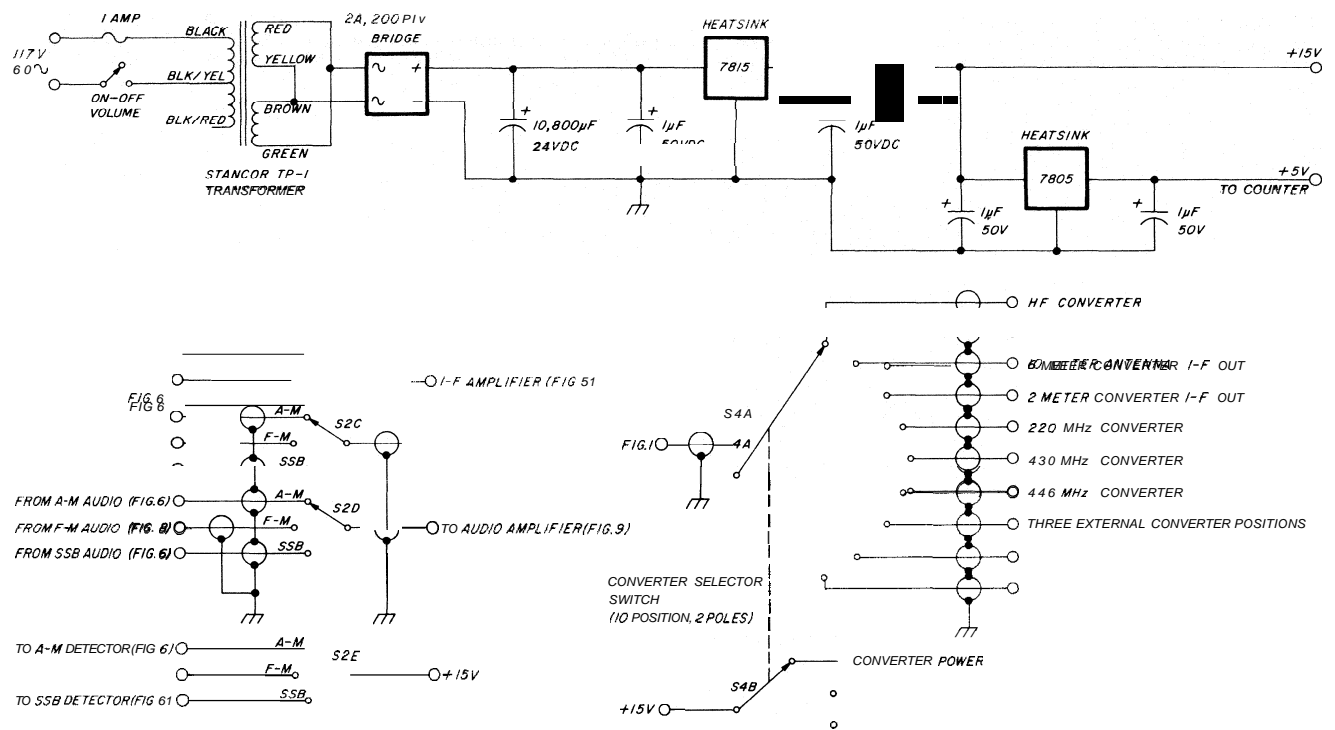 1 AMP
117V
60~
BLACK
BLK/YEL
BLK/RED
ON-OFF
VOLUME
RED
YELLOW
BROWN
GREEN
STANCOR TP-1
TRANSFORMER
2A, 200 PIV
BRIDGE
~ +
~ –
+
10,800µF
24VDC
+
1µF
50VDC
HEATSINK
7815
1µF
50VDC
+15V
HEATSINK
7805
+5V
TO COUNTER
+
1µF
50V
+
1µF
50V
HF CONVERTER
6 METER CONVERTER I-F OUT
2 METER CONVERTER I-F OUT
220 MHz CONVERTER
430 MHz CONVERTER
446 MHz CONVERTER
THREE EXTERNAL CONVERTER POSITIONS
FIG. 1
S4A
4A
CONVERTER SELECTOR
SWITCH
(10 POSITION, 2 POLES)
S4B
+15V
CONVERTER POWER
I-F AMPLIFIER (FIG 51
FIG. 6
FIG 6
A-M
S2C
F-M
SSB
FROM A-M AUDIO (FIG. 6)
A-M
S2D
FROM F-M AUDIO
F-M
TO AUDIO AMPLIFIER (FIG. 9)
FROM SSB AUDIO (FIG. 6)
SSB
TO A-M DETECTOR (FIG 6)
A-M
S2E
F-M
+15V
TO SSB DETECTOR (FIG 61
SSB